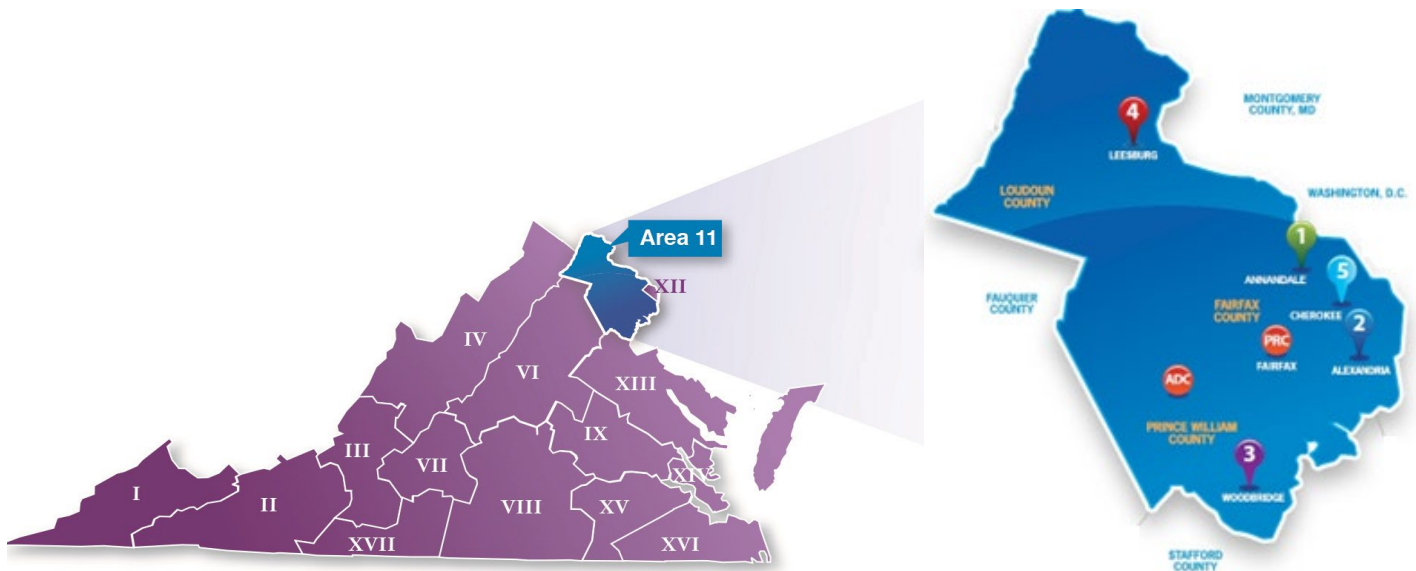 Area 11
XII
IV
VI
XIII
IX
III
VII
XIV
I
II
VIII
XV
XVII
XVI
MONTGOMERY
COUNTY, MD
4
LEESBURG
LOUDOUN
COUNTY
WASHINGTON, D.C.
1
ANNANDALE
5
FAUQUIER
COUNTY
FAIRFAX
COUNTY
CHEROKEE
2
PRC
FAIRFAX
ALEXANDRIA
ADC
PRINCE WILLIAM
COUNTY
3
WOODBRIDGE
STAFFORD
COUNTY